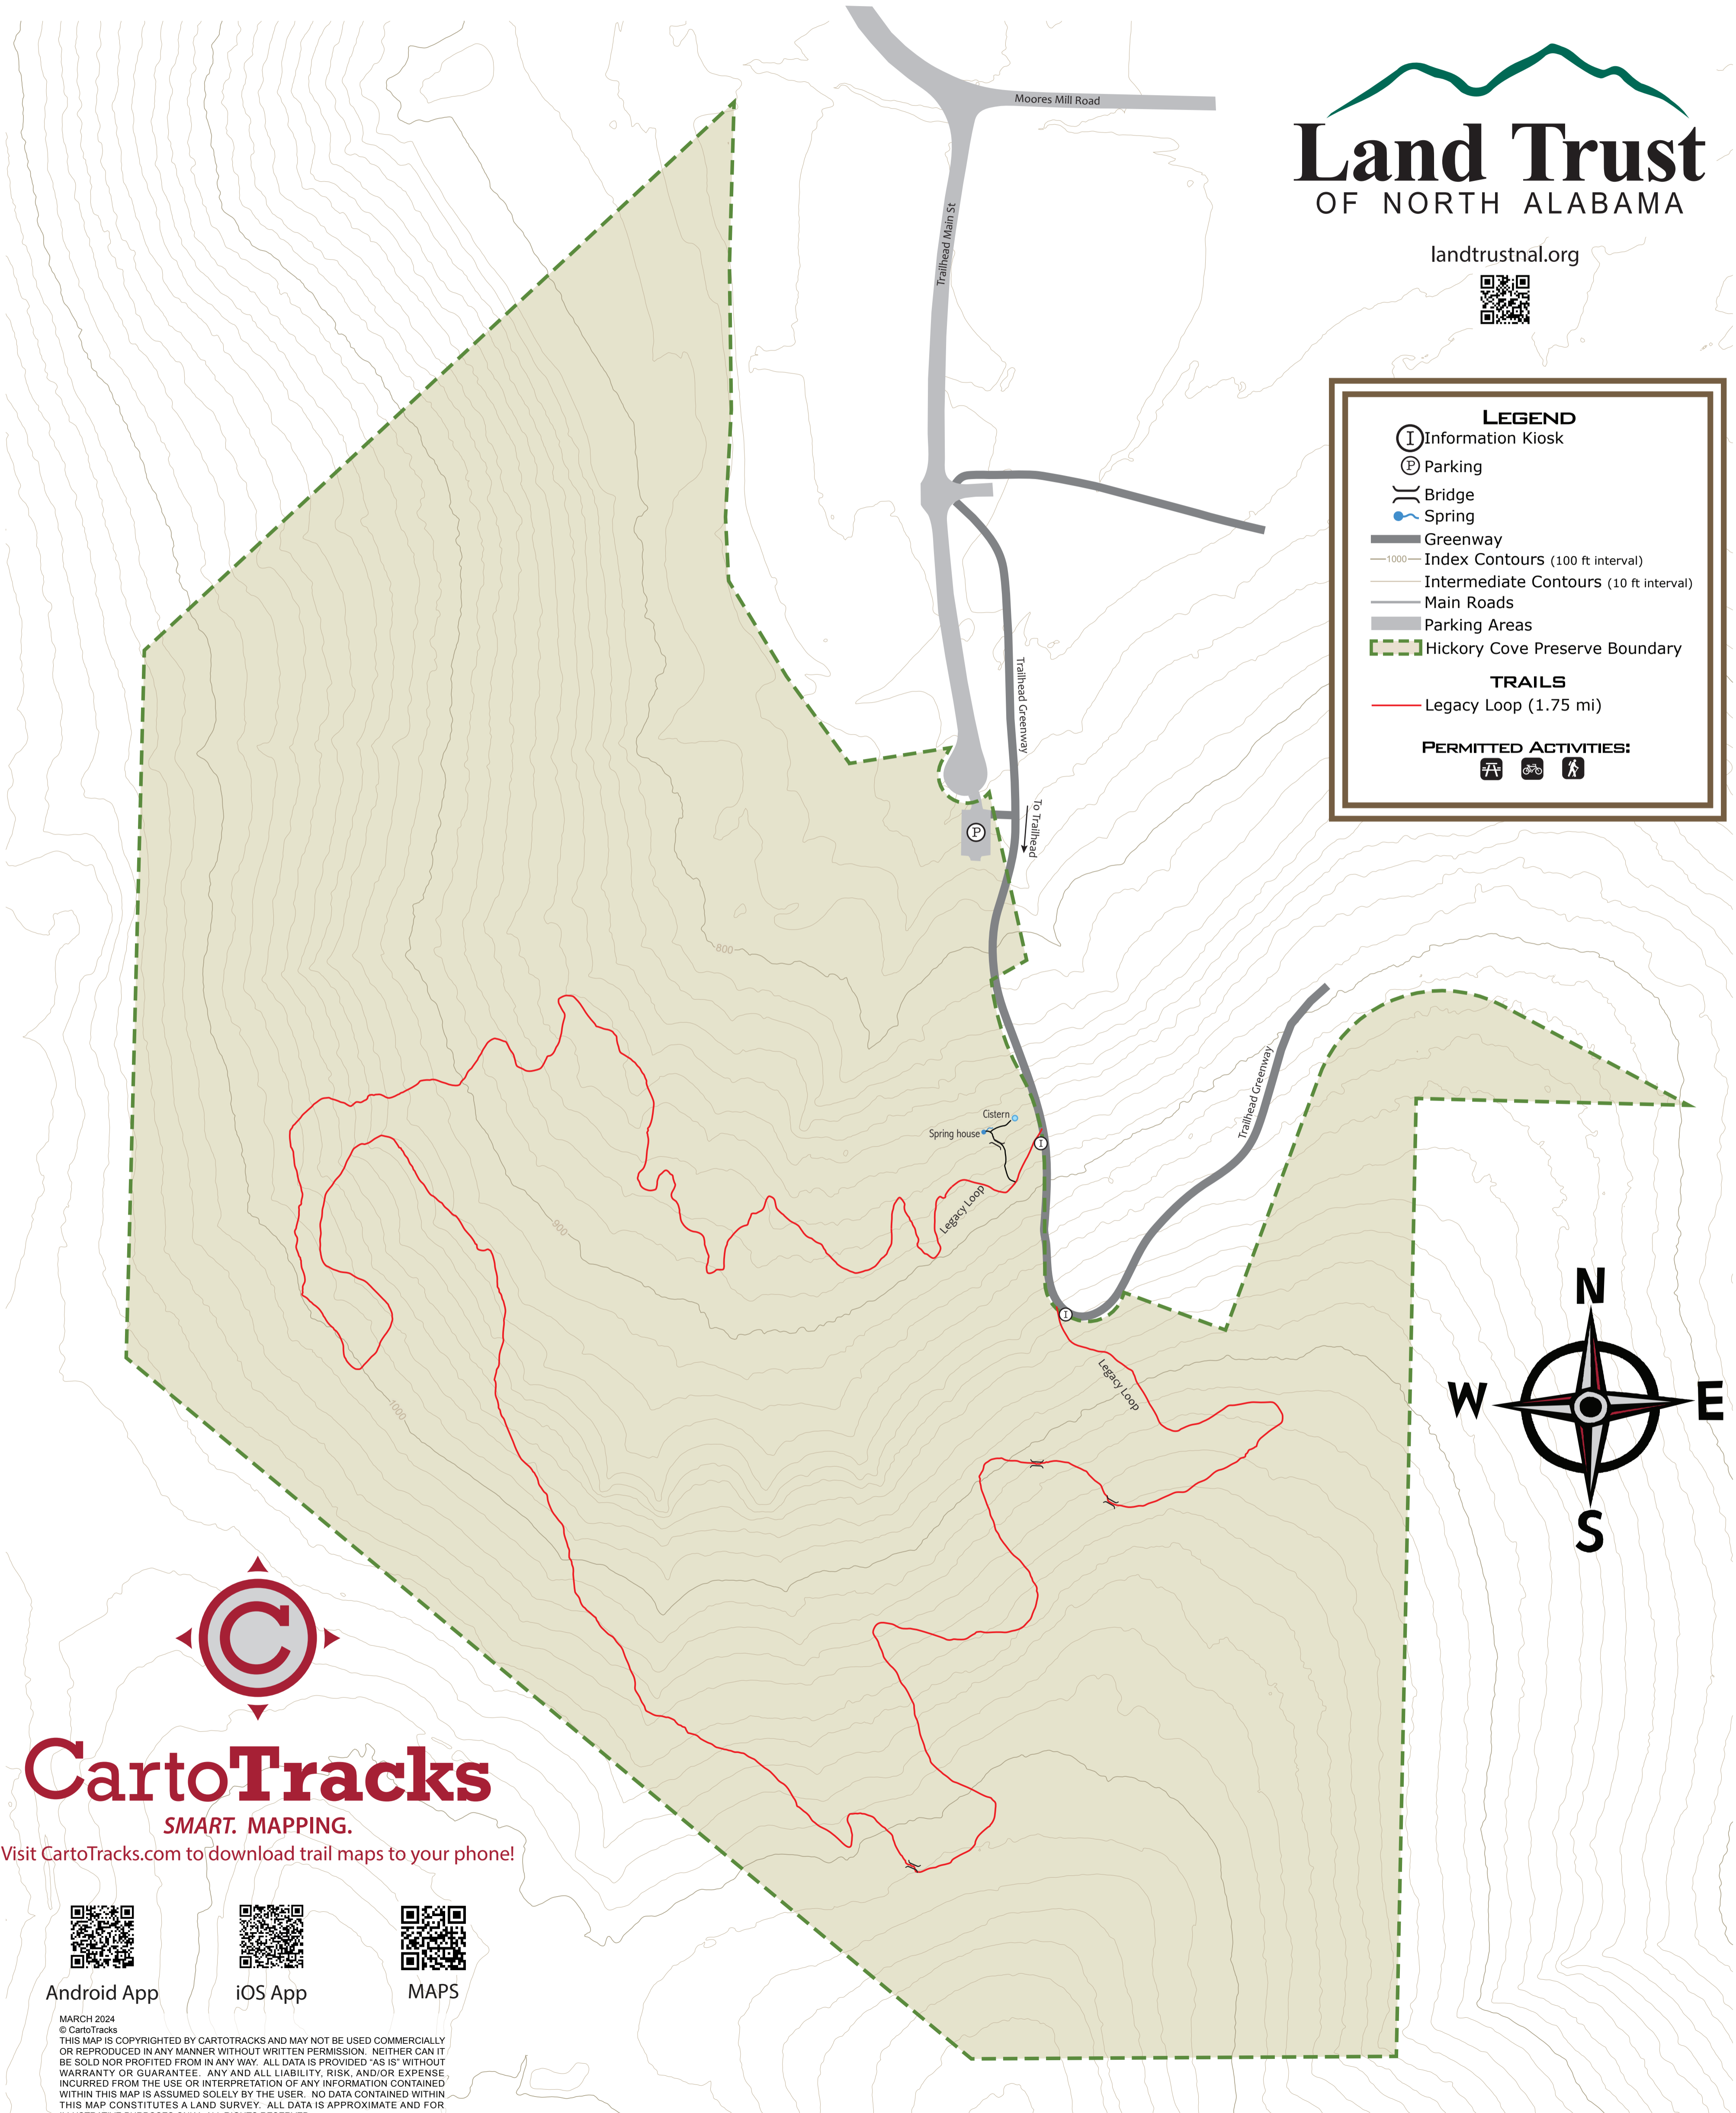 Moores Mill Road
Trailhead Main St
Land Trust
OF NORTH ALABAMA
landtrustnal.org
LEGEND
I Information Kiosk
P Parking
Bridge
Spring
Greenway
1000 Index Contours (100 ft interval)
Intermediate Contours (10 ft interval)
Main Roads
Parking Areas
Hickory Cove Preserve Boundary
TRAILS
Legacy Loop (1.75 mi)
PERMITTED ACTIVITIES:
Trailhead Greenway
To Trailhead
P
800
Trailhead Greenway
Cistern
Spring house
I
Legacy Loop
900
I
Legacy Loop
1000
N
W
E
S
C
CartoTracks
SMART. MAPPING.
Visit CartoTracks.com to download trail maps to your phone!
Android App
iOS App
MAPS
MARCH 2024
© CartoTracks
THIS MAP IS COPYRIGHTED BY CARTOTRACKS AND MAY NOT BE USED COMMERCIALLY
OR REPRODUCED IN ANY MANNER WITHOUT WRITTEN PERMISSION. NEITHER CAN IT
BE SOLD NOR PROFITED FROM IN ANY WAY. ALL DATA IS PROVIDED "AS IS" WITHOUT
WARRANTY OR GUARANTEE. ANY AND ALL LIABILITY, RISK, AND/OR EXPENSE
INCURRED FROM THE USE OR INTERPRETATION OF ANY INFORMATION CONTAINED
WITHIN THIS MAP IS ASSUMED SOLELY BY THE USER. NO DATA CONTAINED WITHIN
THIS MAP CONSTITUTES A LAND SURVEY. ALL DATA IS APPROXIMATE AND FOR